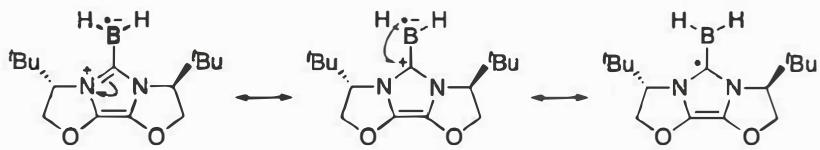 H •− H H •− H H H
B B B
+ + •
ᵗBu N N ᵗBu ᵗBu N N ᵗBu ᵗBu N N ᵗBu
O O O O O O